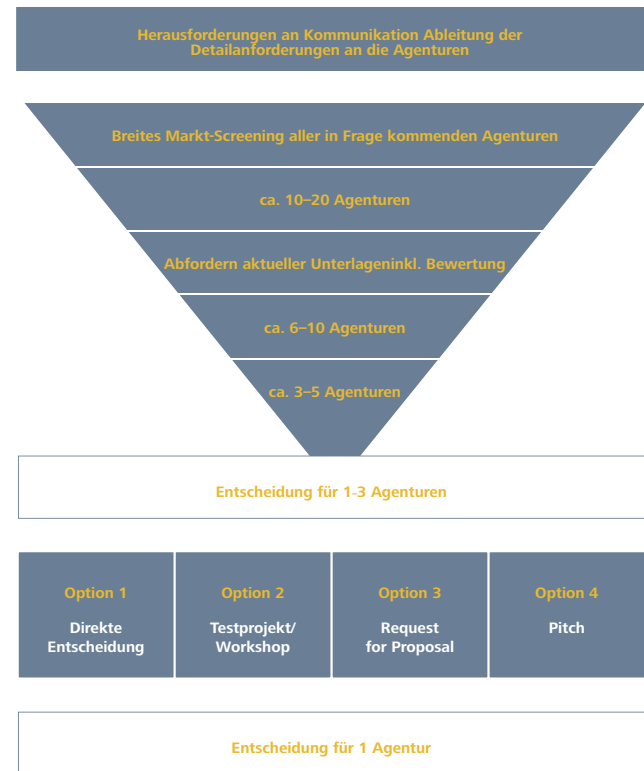 Herausforderungen an Kommunikation Ableitung der
Detailanforderungen an die Agenturen
Breites Markt-Screening aller in Frage kommenden Agenturen
ca. 10–20 Agenturen
Abfordern aktueller Unterlageninkl. Bewertung
ca. 6–10 Agenturen
ca. 3–5 Agenturen
Entscheidung für 1-3 Agenturen
Option 1
Direkte
Entscheidung
Option 2
Testprojekt/
Workshop
Option 3
Request
for Proposal
Option 4
Pitch
Entscheidung für 1 Agentur